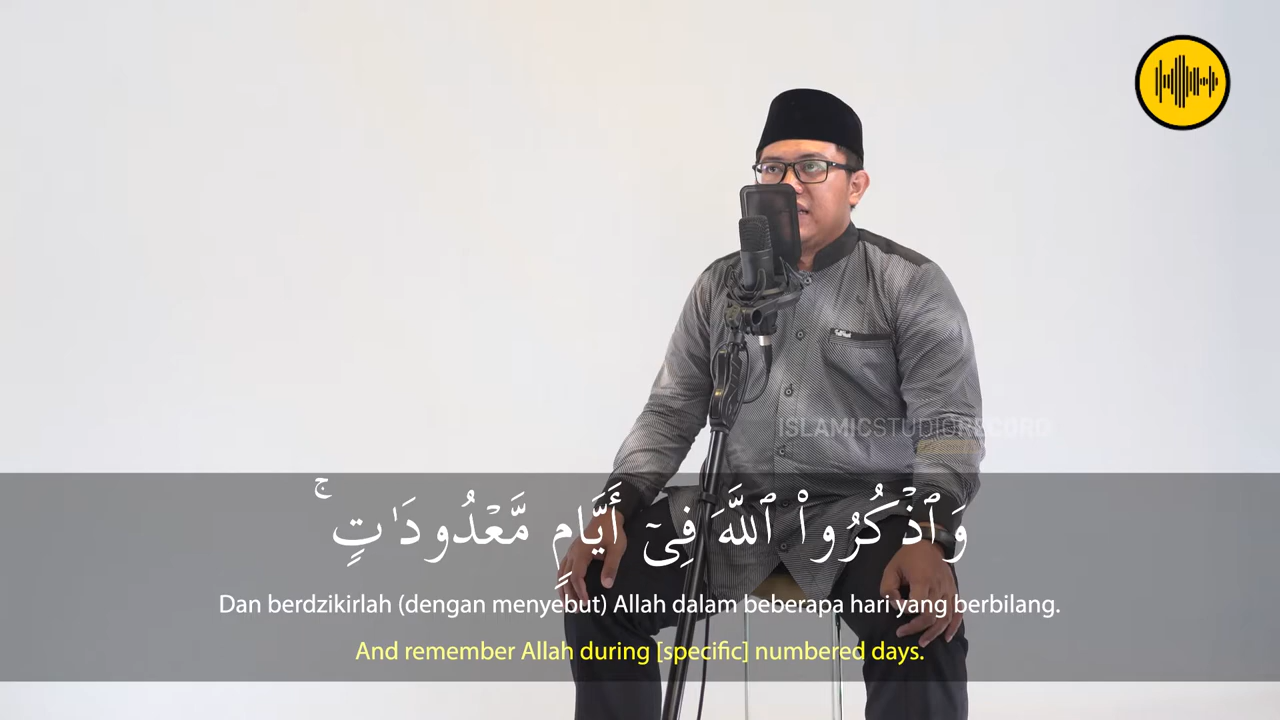 ISLAMICSTUDIORECORD
وَٱذْكُرُوا۟ ٱللَّهَ فِىٓ أَيَّامٍ مَّعْدُودَٰتٍ ۚ
Dan berdzikirlah (dengan menyebut) Allah dalam beberapa hari yang berbilang.
And remember Allah during [specific] numbered days.